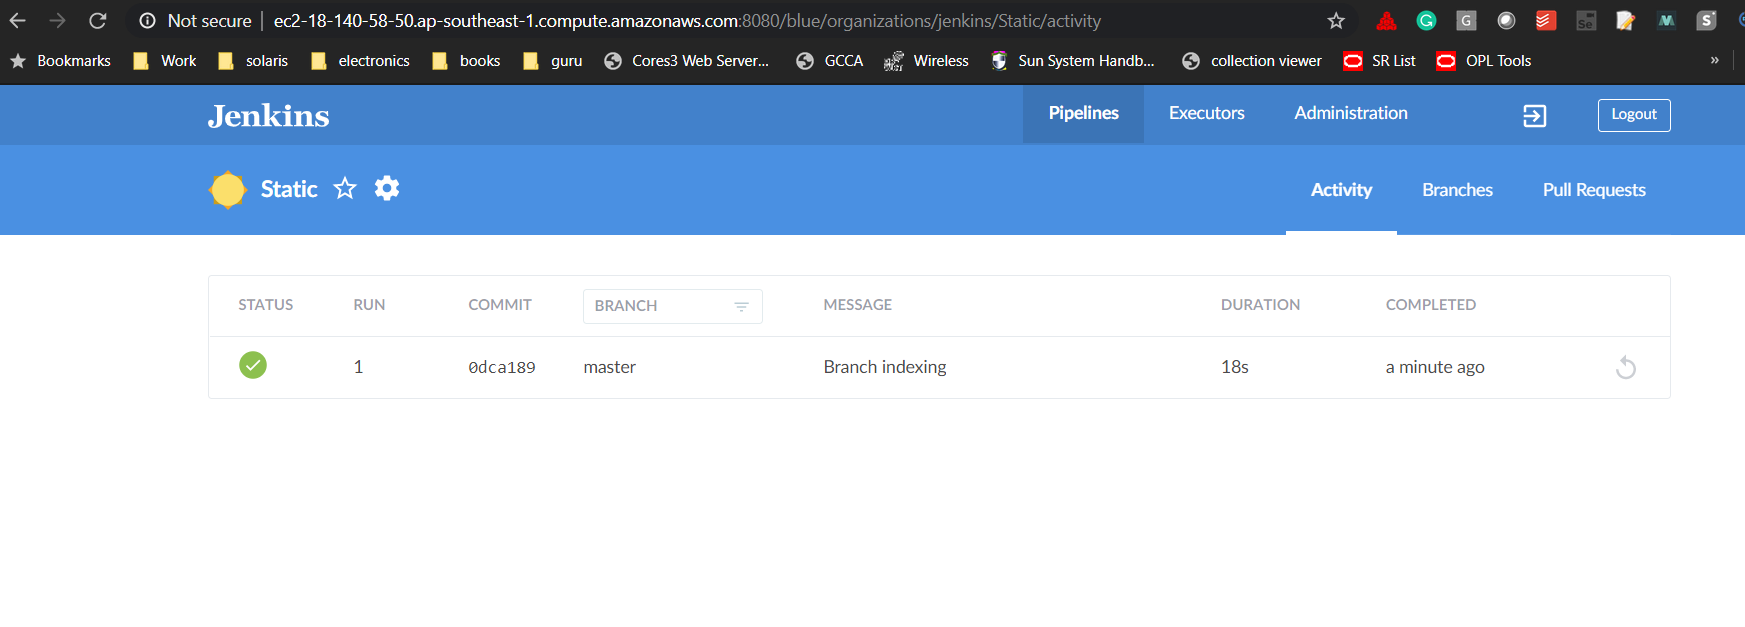 Not secure | ec2-18-140-58-50.ap-southeast-1.compute.amazonaws.com:8080/blue/organizations/jenkins/Static/activity
G G Se M S
Bookmarks Work solaris electronics books guru Cores3 Web Server... GCCA Wireless Sun System Handb... collection viewer SR List OPL Tools »
Jenkins Pipelines Executors Administration Logout
Static Activity Branches Pull Requests
STATUS RUN COMMIT BRANCH MESSAGE DURATION COMPLETED
1 0dca189 master Branch indexing 18s a minute ago